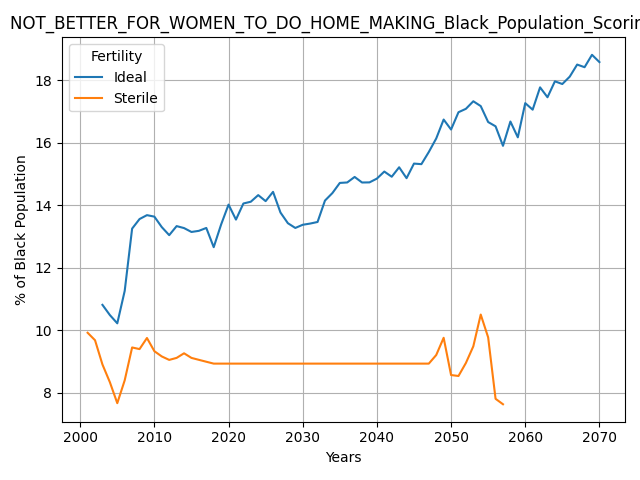 NOT_BETTER_FOR_WOMEN_TO_DO_HOME_MAKING_Black_Population_Scorin
Fertility
Ideal
Sterile
% of Black Population
18
16
14
12
10
8
2000 2010 2020 2030 2040 2050 2060 2070
Years